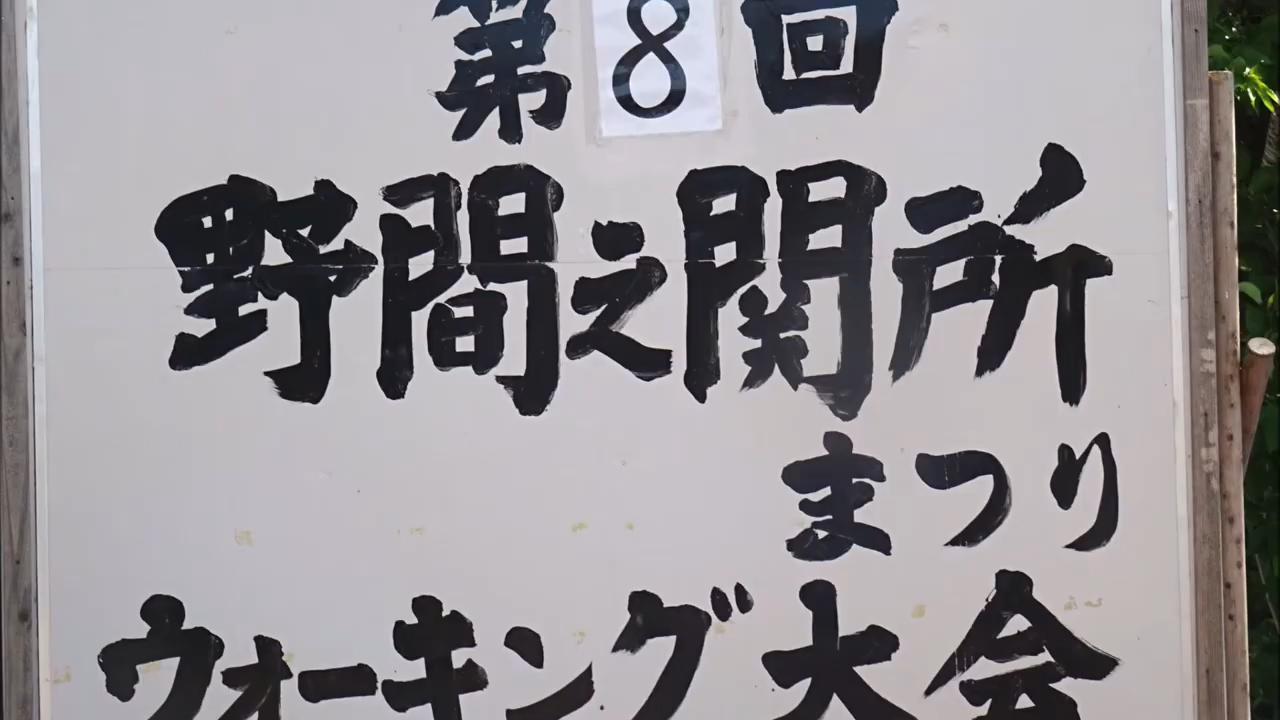 第8回
野間之関所
まつり
ウォーキング大会